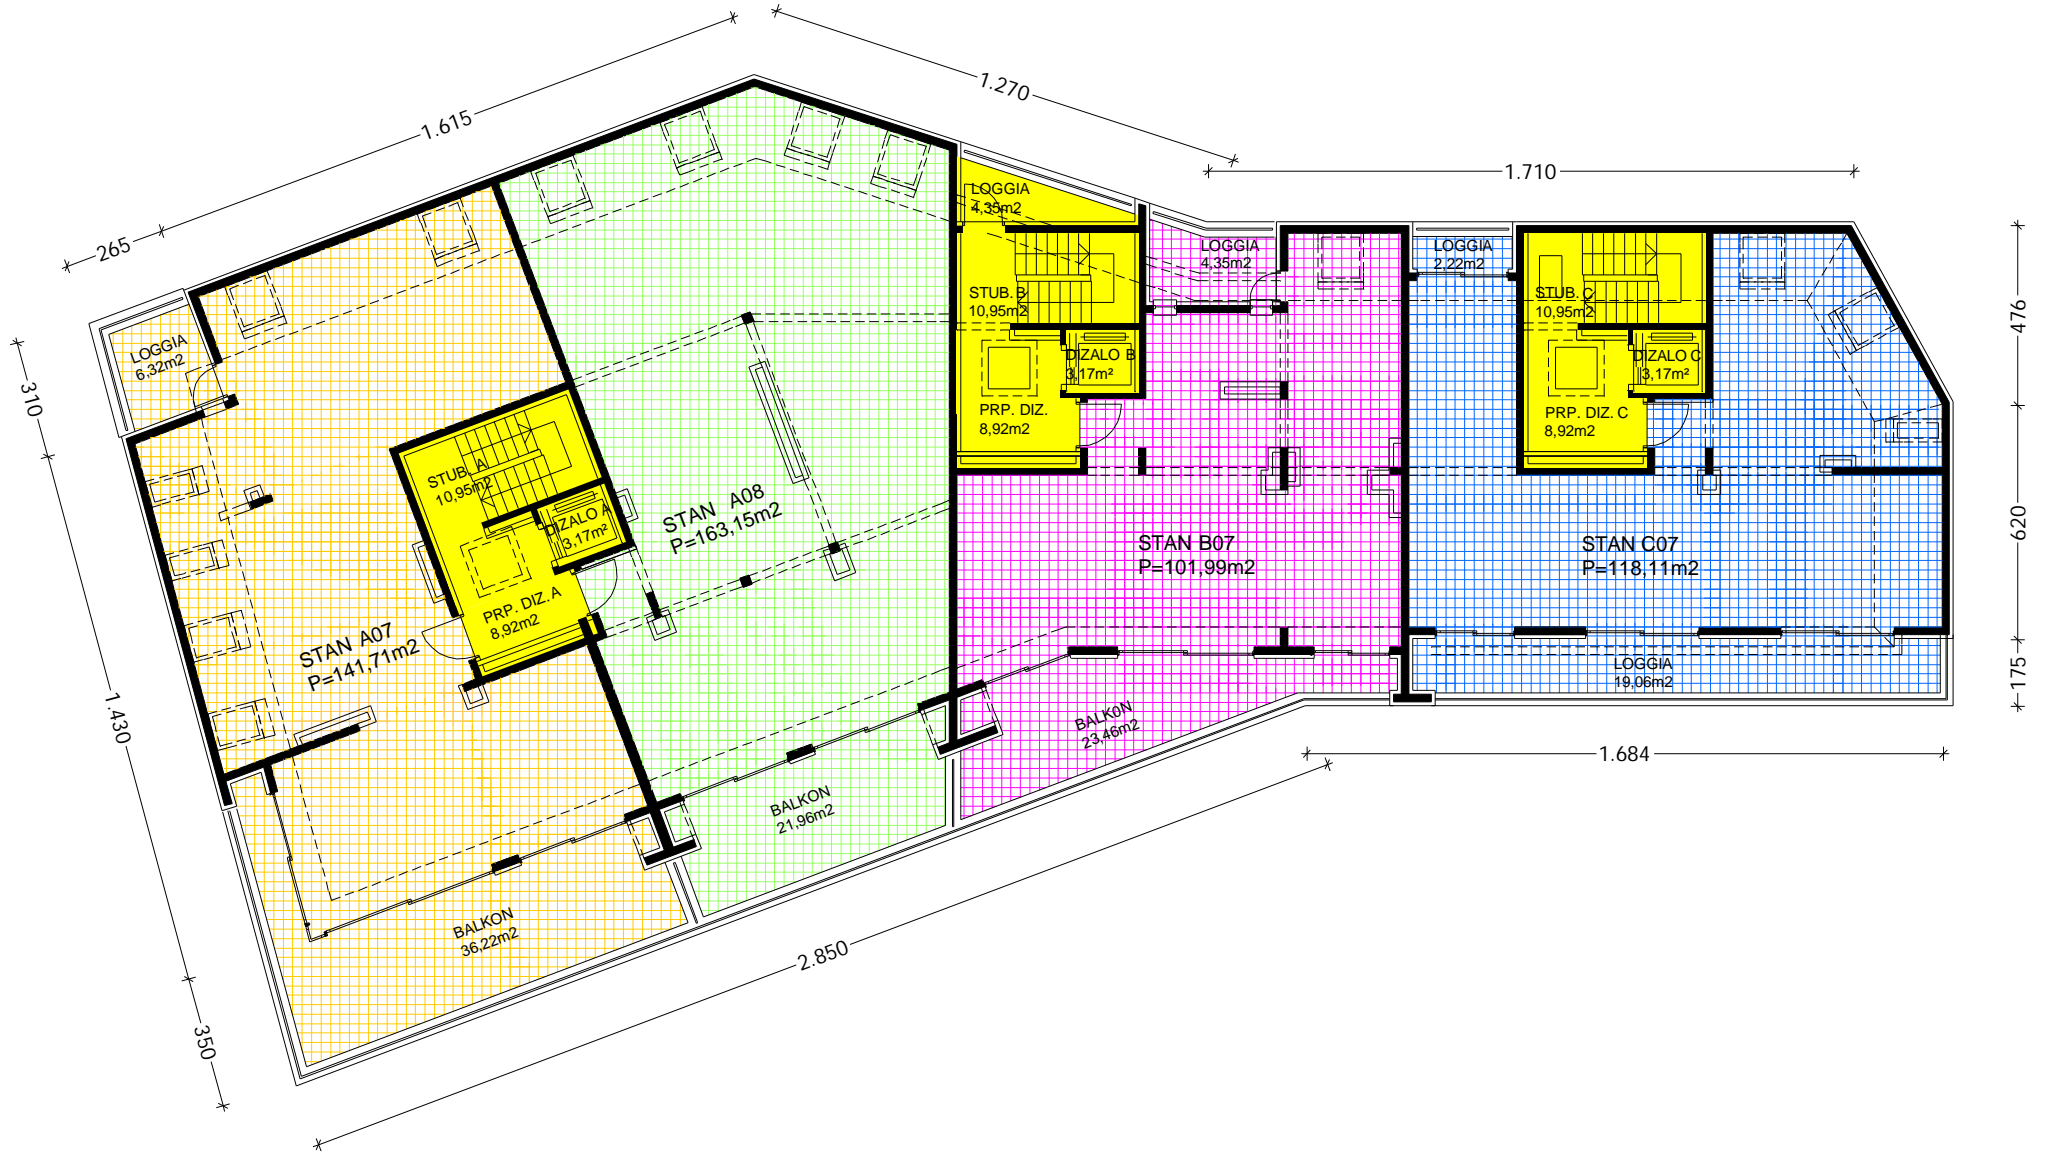 1.615
1.270
1.710
265
LOGGIA
4,35m2
LOGGIA
4,35m2
LOGGIA
2,22m2
STUB. B
10,95m2
STUB. C
10,95m2
476
LOGGIA
6,32m2
DIZALO B
3,17m²
DIZALO C
3,17m²
310
PRP. DIZ.
8,92m2
PRP. DIZ. C
8,92m2
STUB. A
10,95m2
STAN A08
P=163,15m2
DIZALO A
3,17m²
620
STAN B07
P=101,99m2
STAN C07
P=118,11m2
PRP. DIZ. A
8,92m2
STAN A07
P=141,71m2
LOGGIA
19,06m2
175
1.430
BALKON
23,46m2
1.684
BALKON
21,96m2
BALKON
36,22m2
2.850
350